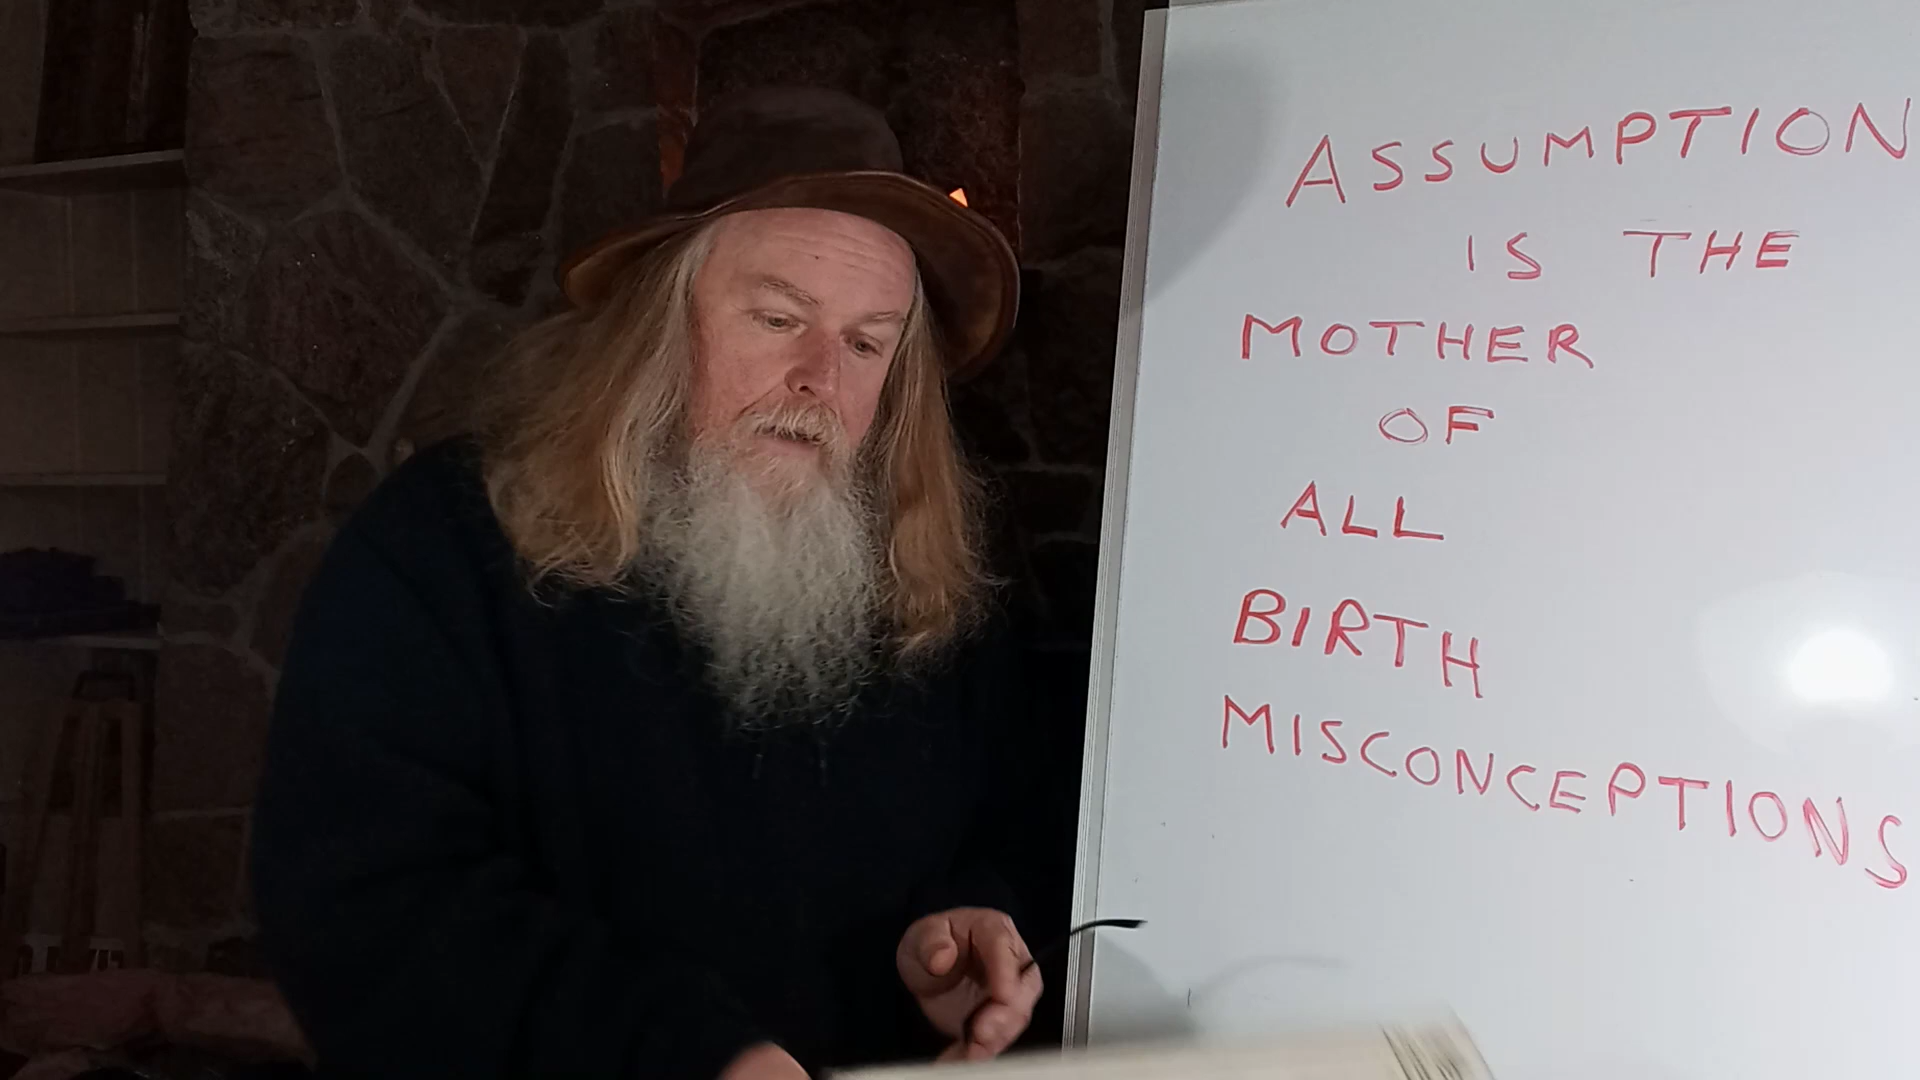 ASSUMPTION
IS THE
MOTHER
OF
ALL
BIRTH
MISCONCEPTIONS